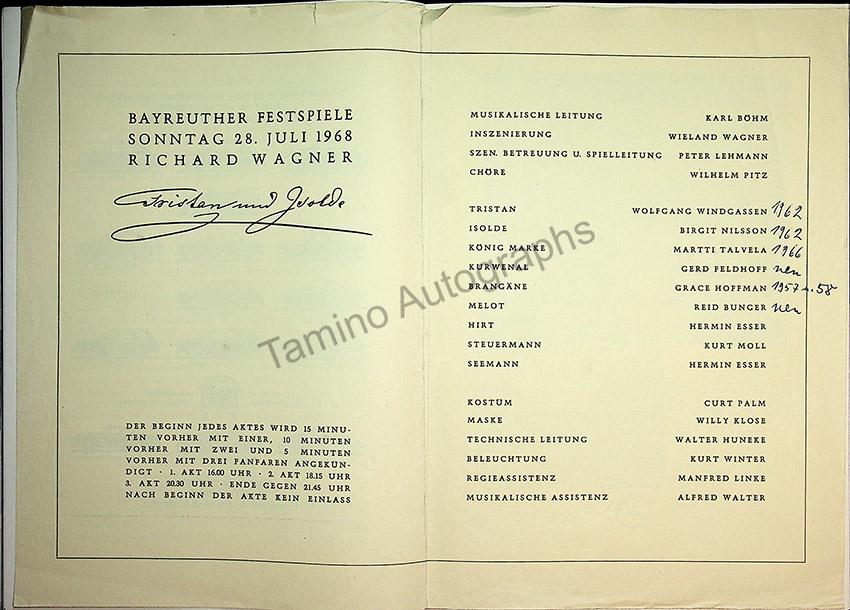 BAYREUTHER FESTSPIELE
SONNTAG 28. JULI 1968
RICHARD WAGNER
Tristan und Isolde
DER BEGINN JEDES AKTES WIRD 15 MINU-
TEN VORHER MIT EINER, 10 MINUTEN
VORHER MIT ZWEI UND 5 MINUTEN
VORHER MIT DREI FANFAREN ANGEKÜN-
DIGT · 1. AKT 16.00 UHR · 2. AKT 18.15 UHR
3. AKT 20.30 UHR · ENDE GEGEN 21.45 UHR
NACH BEGINN DER AKTE KEIN EINLASS
MUSIKALISCHE LEITUNG KARL BÖHM
INSZENIERUNG WIELAND WAGNER
SZEN. BETREUUNG U. SPIELLEITUNG PETER LEHMANN
CHÖRE WILHELM PITZ
TRISTAN WOLFGANG WINDGASSEN 1962
ISOLDE BIRGIT NILSSON 1962
KÖNIG MARKE MARTTI TALVELA 1966
KURWENAL GERD FELDHOFF neu
BRANGÄNE GRACE HOFFMAN 1957 u. 58
MELOT REID BUNGER neu
HIRT HERMIN ESSER
STEUERMANN KURT MOLL
SEEMANN HERMIN ESSER
KOSTÜM CURT PALM
MASKE WILLY KLOSE
TECHNISCHE LEITUNG WALTER HUNEKE
BELEUCHTUNG KURT WINTER
REGIEASSISTENZ MANFRED LINKE
MUSIKALISCHE ASSISTENZ ALFRED WALTER
Tamino Autographs